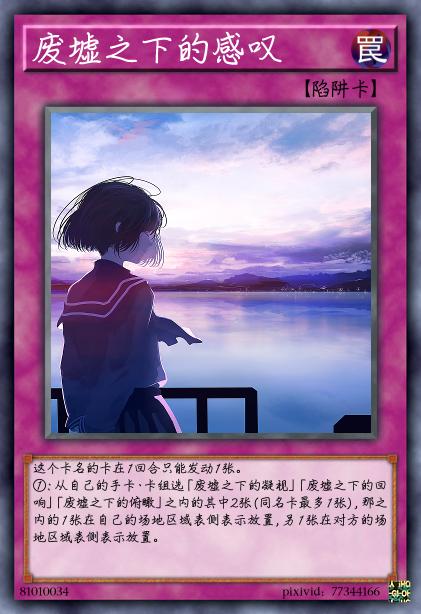 废墟之下的感叹
罠
【陷阱卡】
这个卡名的卡在1回合只能发动1张。
①：从自己的手卡·卡组选「废墟之下的凝视」「废墟之下的回
响」「废墟之下的俯瞰」之内的其中2张(同名卡最多1张)，那之
内的1张在自己的场地区域表侧表示放置，另1张在对方的场
地区域表侧表示放置。
81010034
pixivid: 77344166